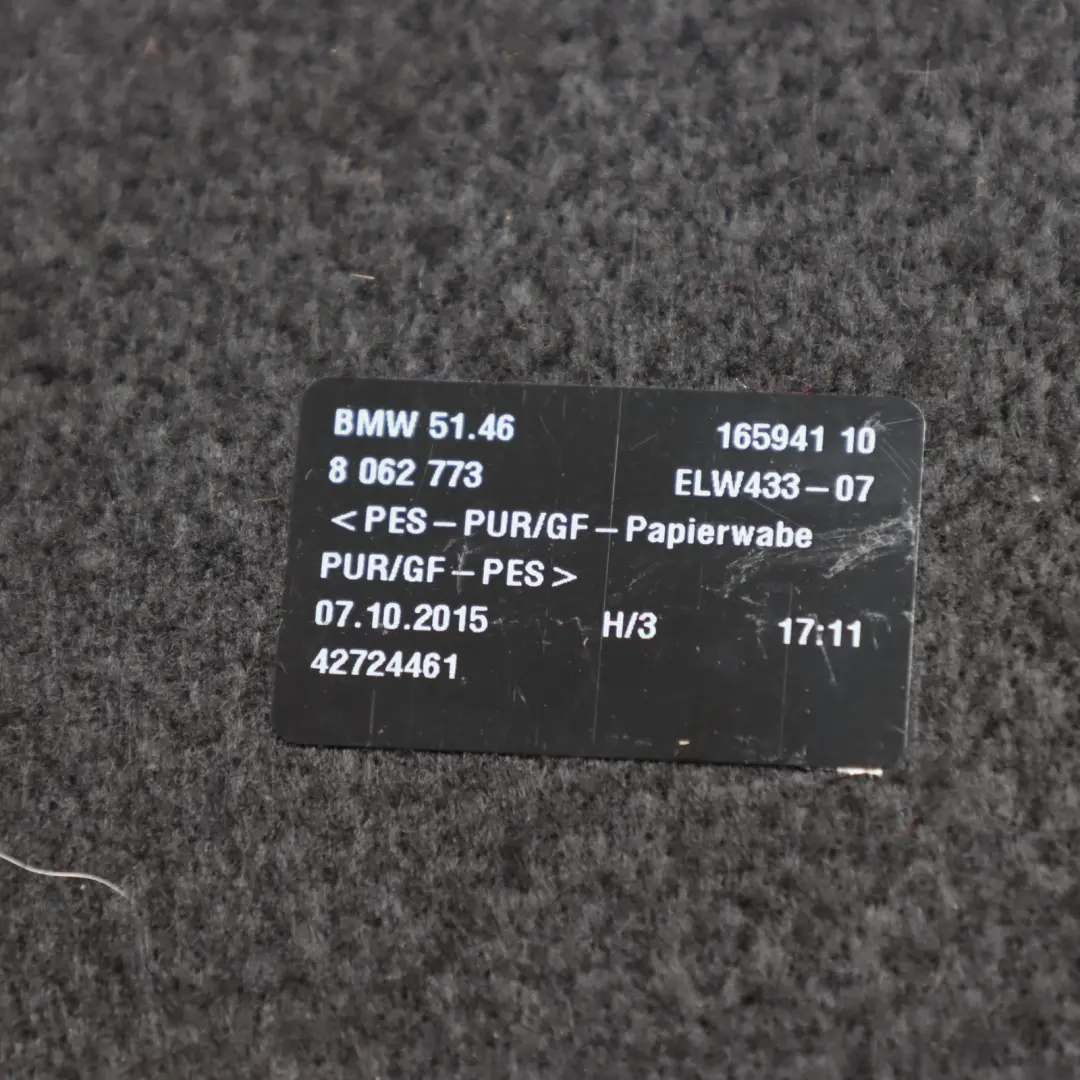 BMW 51.46 165941 10
8 062 773 ELW433-07
<PES-PUR/GF-Papierwabe
PUR/GF-PES>
07.10.2015 H/3 17:11
42724461